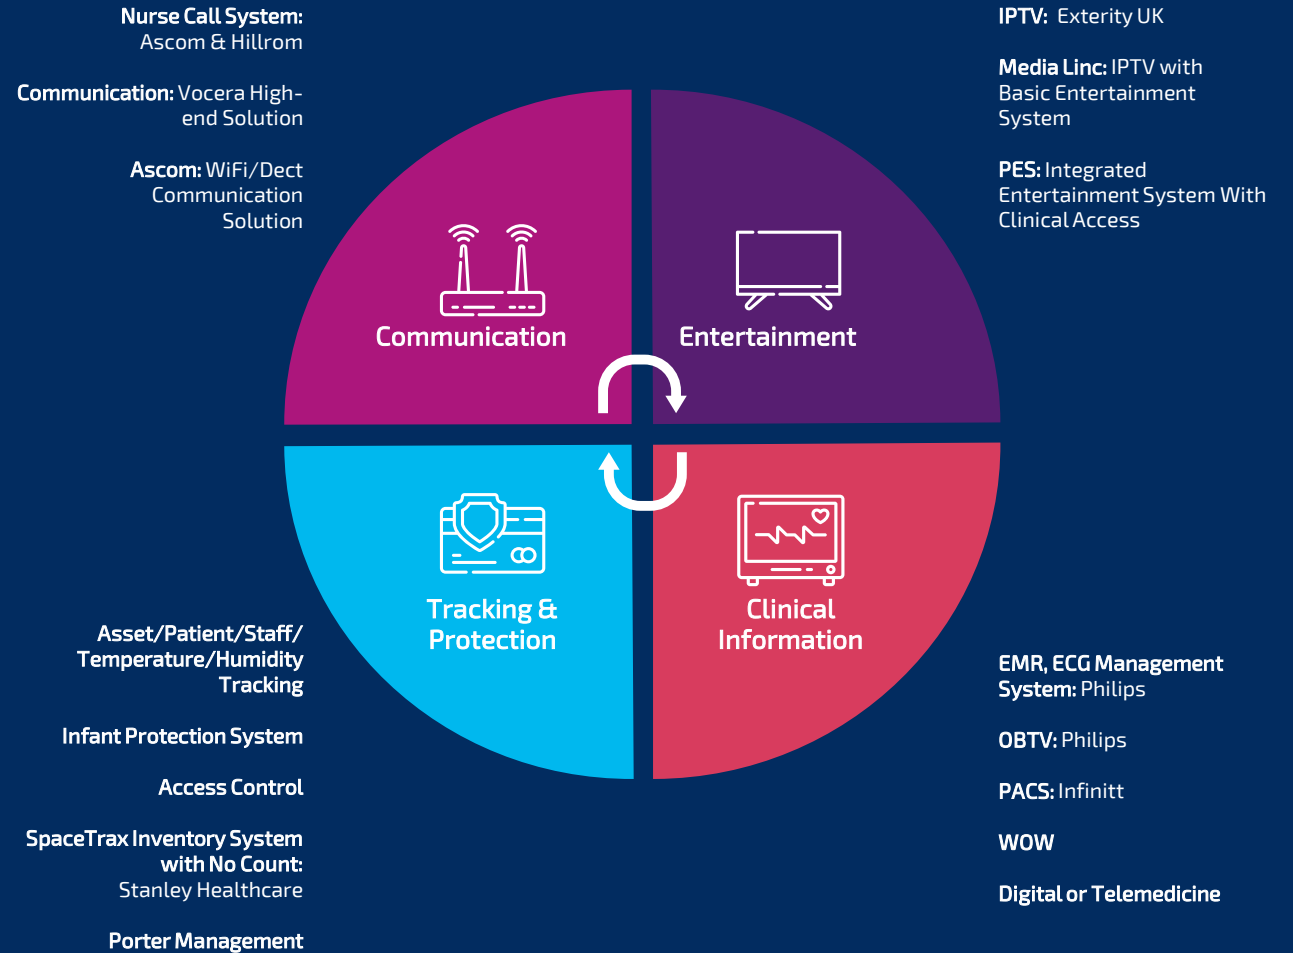 Nurse Call System:
Ascom & Hillrom
Communication: Vocera High-
end Solution
Ascom: WiFi/Dect
Communication
Solution
IPTV: Exterity UK
Media Linc: IPTV with
Basic Entertainment
System
PES: Integrated
Entertainment System With
Clinical Access
Communication
Entertainment
Tracking &
Protection
Clinical
Information
Asset/Patient/Staff/
Temperature/Humidity
Tracking
Infant Protection System
Access Control
SpaceTrax Inventory System
with No Count:
Stanley Healthcare
Porter Management
EMR, ECG Management
System: Philips
OBTV: Philips
PACS: Infinitt
WOW
Digital or Telemedicine